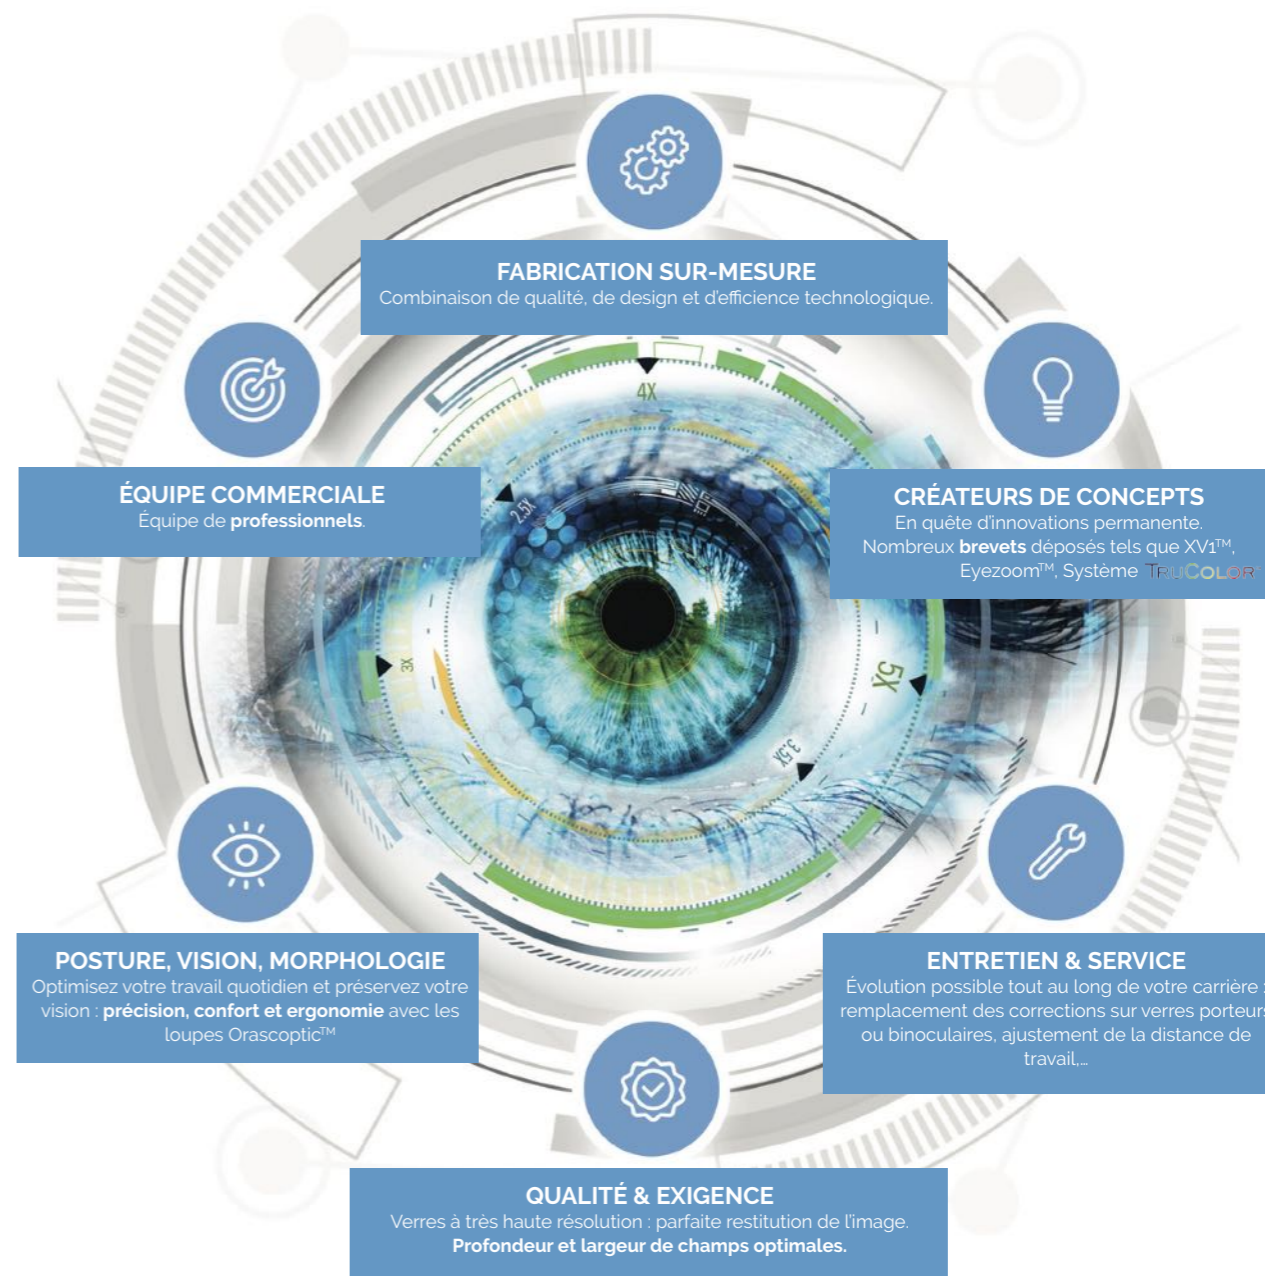 FABRICATION SUR-MESURE
Combinaison de qualité, de design et d'efficience technologique.
4X
ÉQUIPE COMMERCIALE
Équipe de professionnels.
2.5X
CRÉATEURS DE CONCEPTS
En quête d'innovations permanente.
Nombreux brevets déposés tels que XV1™,
Eyezoom™, Système TRUCOLOR
3X
5X
3.5X
POSTURE, VISION, MORPHOLOGIE
Optimisez votre travail quotidien et préservez votre
vision : précision, confort et ergonomie avec les
loupes Orascoptic™
ENTRETIEN & SERVICE
Évolution possible tout au long de votre carrière :
remplacement des corrections sur verres porteurs
ou binoculaires, ajustement de la distance de
travail,...
QUALITÉ & EXIGENCE
Verres à très haute résolution : parfaite restitution de l'image.
Profondeur et largeur de champs optimales.